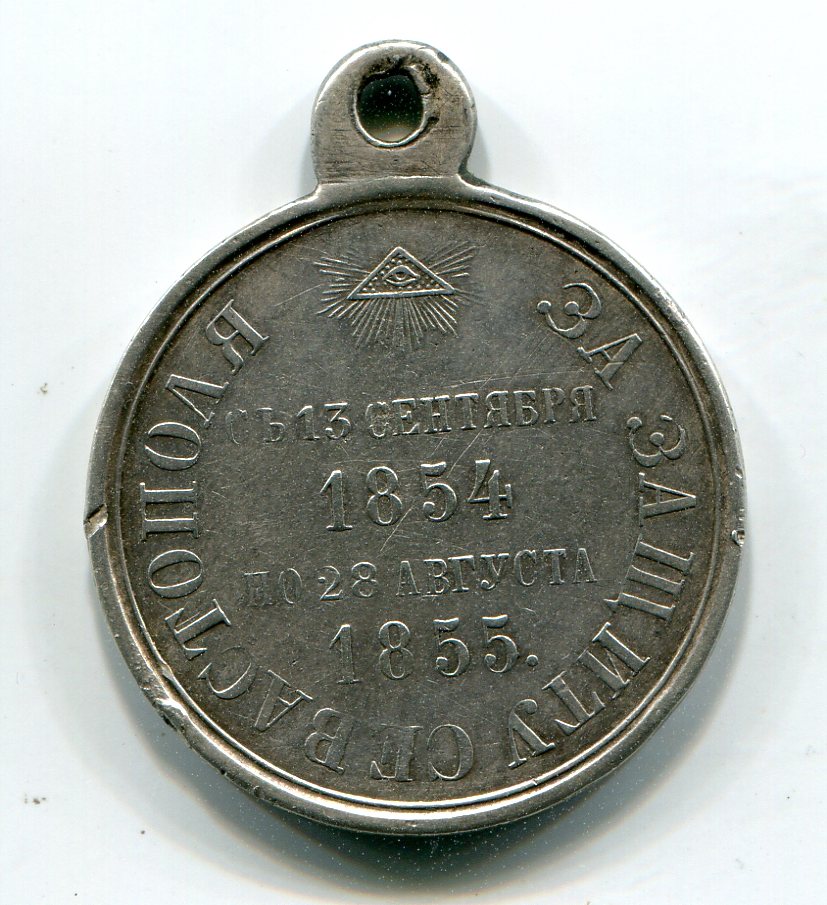 ЗА ЗАЩИТУ СЕВАСТОПОЛЯ
СЪ 13 СЕНТЯБРЯ
1854
ПО 28 АВГУСТА
1855.